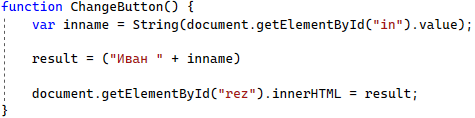 function ChangeButton() {
var inname = String(document.getElementById("in").value);
result = ("Иван " + inname)
document.getElementById("rez").innerHTML = result;
}